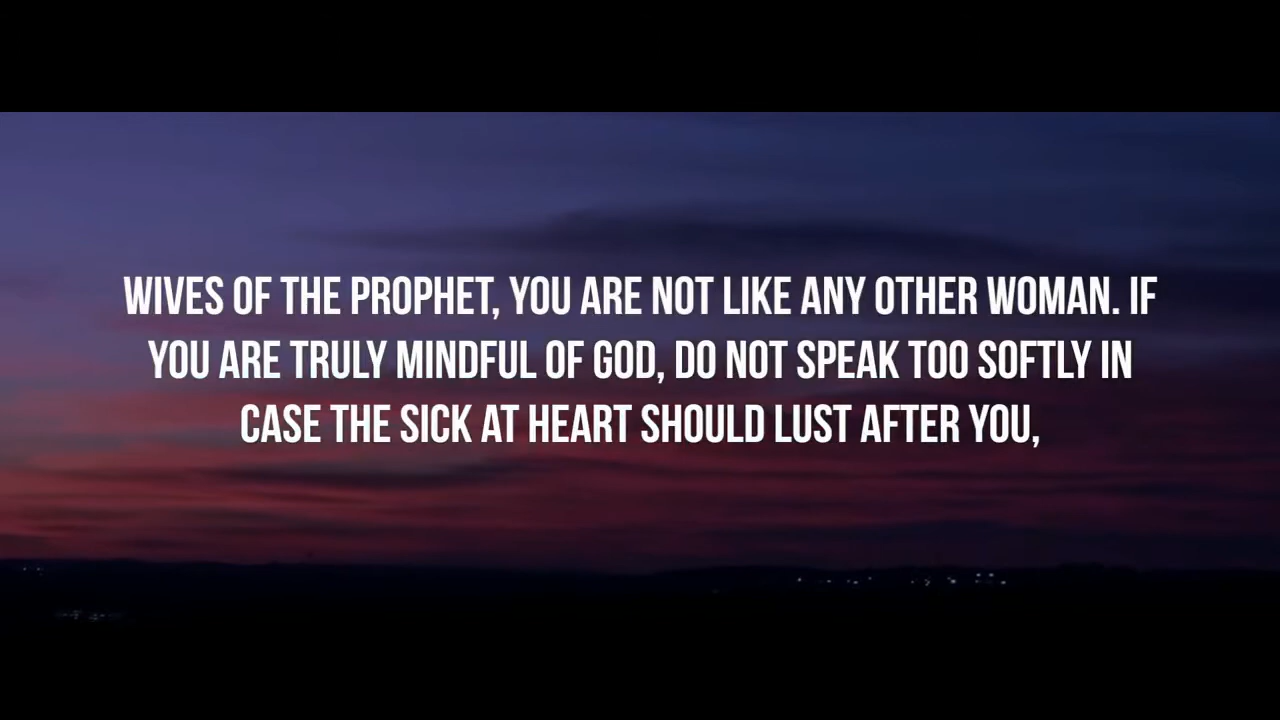 WIVES OF THE PROPHET, YOU ARE NOT LIKE ANY OTHER WOMAN. IF
YOU ARE TRULY MINDFUL OF GOD, DO NOT SPEAK TOO SOFTLY IN
CASE THE SICK AT HEART SHOULD LUST AFTER YOU,